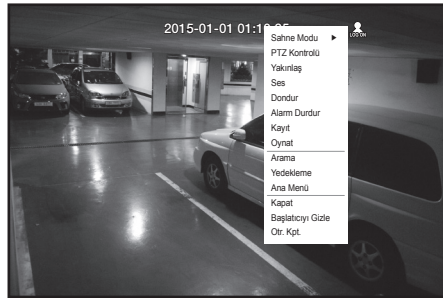 2015-01-01 01:10
LOG ON
Sahne Modu
PTZ Kontrolü
Yakınlaş
Ses
Dondur
Alarm Durdur
Kayıt
Oynat
Arama
Yedekleme
Ana Menü
Kapat
Başlatıcıyı Gizle
Otr. Kpt.